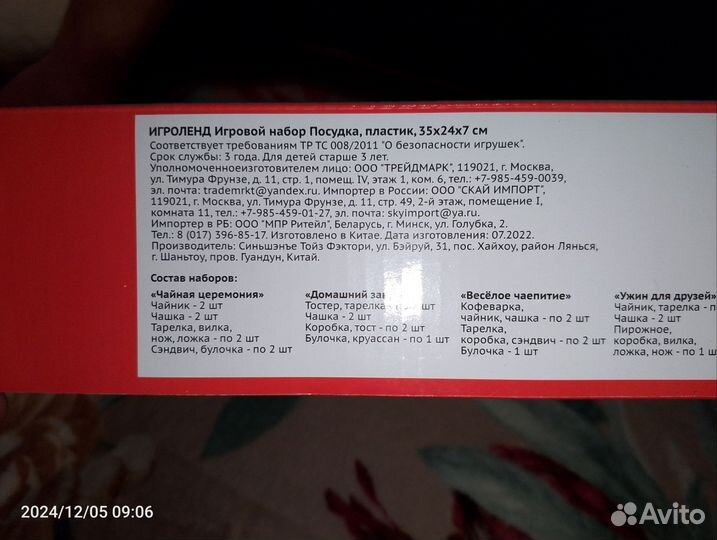 ИГРОЛЕНД Игровой набор Посудка, пластик, 35х24х7 см
Соответствует требованиям ТР ТС 008/2011 "О безопасности игрушек".
Срок службы: 3 года. Для детей старше 3 лет.
Уполномоченноеизготовителем лицо: ООО "ТРЕЙДМАРК", 119021, г. Москва,
ул. Тимура Фрунзе, д. 11, стр. 1, помещ. IV, этаж 1, ком. 6, тел.: +7-985-459-0039,
эл. почта: trademrkt@yandex.ru. Импортер в России: ООО "СКАЙ ИМПОРТ",
119021, г. Москва, ул. Тимура Фрунзе, д. 11, стр. 49, 2-й этаж, помещение I,
комната 11, тел.: +7-985-459-01-27, эл. почта: skyimport@ya.ru.
Импортер в РБ: ООО "МПР Ритейл", Беларусь, г. Минск, ул. Голубка, 2.
Тел.: 8 (017) 396-85-17. Изготовлено в Китае. Дата изготовления: 07.2022.
Производитель: Синьшэнъе Тойз Фэктори, ул. Бэйруй, 31, пос. Хайхоу, район Лянься,
г. Шаньтоу, пров. Гуандун, Китай.
Состав наборов:
«Чайная церемония»
Чайник - 2 шт
Чашка - 2 шт
Тарелка, вилка,
нож, ложка - по 2 шт
Сэндвич, булочка - по 2 шт
«Домашний
Тостер, тарелка - шт
Чашка - 2 шт
Коробка, тост - по 2 шт
Булочка, круассан - по 1 шт
«Весёлое чаепитие»
Кофеварка,
чайник, чашка - по 2 шт
Тарелка,
коробка, сэндвич - по 2 шт
Булочка - 1 шт
«Ужин для друзей»
Чайник, тарелка -
Чашка - 2 шт
Пирожное,
коробка, вилка,
ложка, нож - по 1
2024/12/05 09:06
Avito